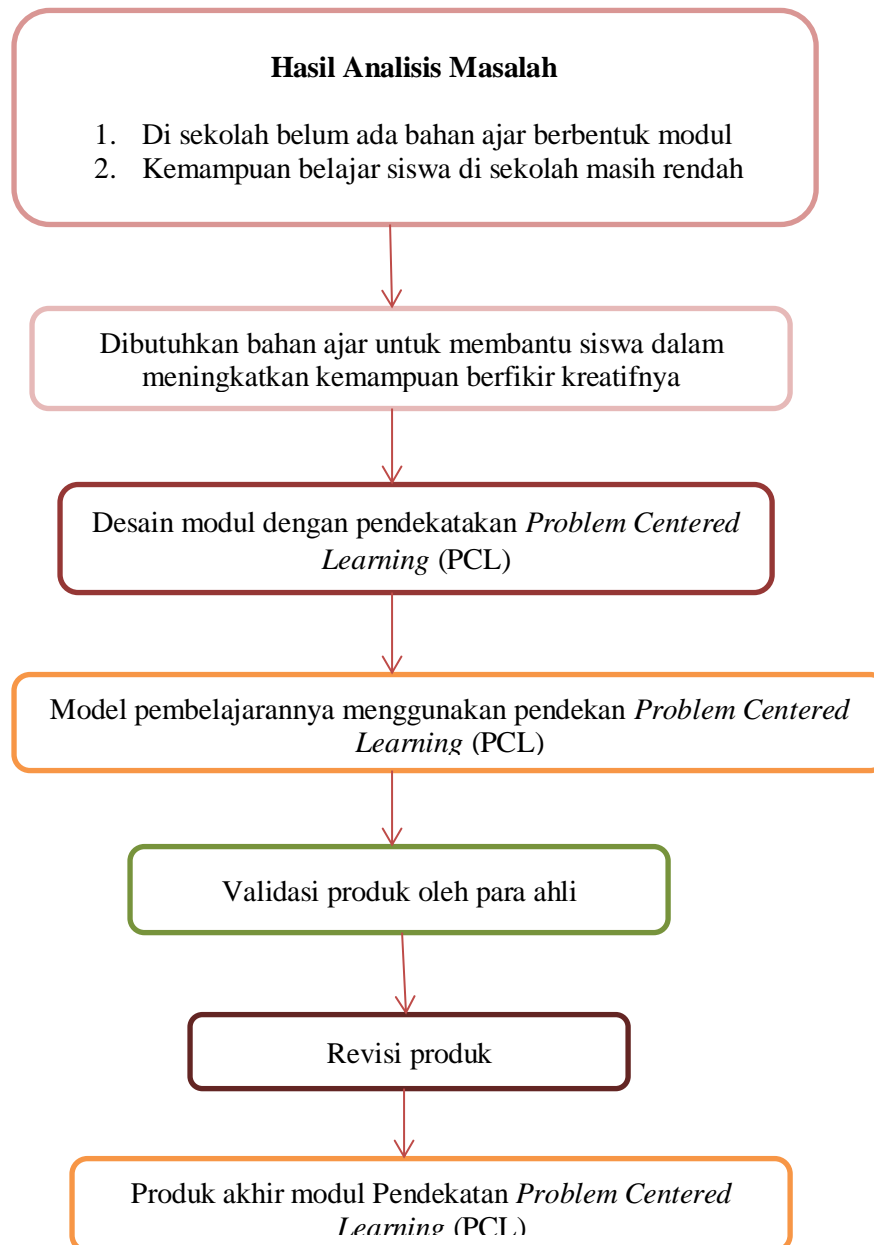 Hasil Analisis Masalah
1. Di sekolah belum ada bahan ajar berbentuk modul
2. Kemampuan belajar siswa di sekolah masih rendah
Dibutuhkan bahan ajar untuk membantu siswa dalam
meningkatkan kemampuan berfikir kreatifnya
Desain modul dengan pendekatakan Problem Centered
Learning (PCL)
Model pembelajarannya menggunakan pendekan Problem Centered
Learning (PCL)
Validasi produk oleh para ahli
Revisi produk
Produk akhir modul Pendekatan Problem Centered
Learning (PCL)